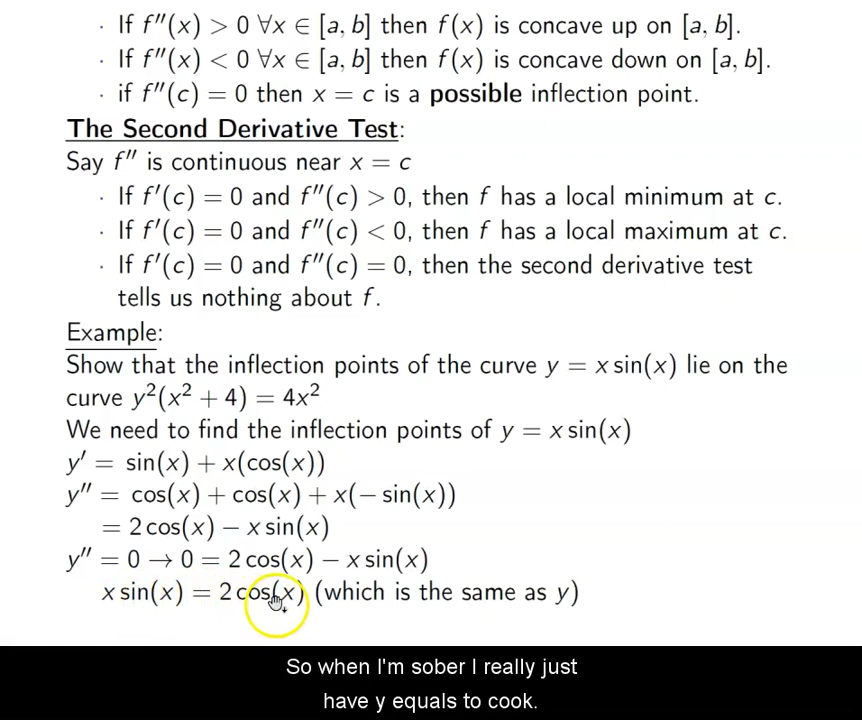 · If f″(x) > 0 ∀x ∈ [a, b] then f(x) is concave up on [a, b].
· If f″(x) < 0 ∀x ∈ [a, b] then f(x) is concave down on [a, b].
· if f″(c) = 0 then x = c is a possible inflection point.
The Second Derivative Test:
Say f″ is continuous near x = c
· If f′(c) = 0 and f″(c) > 0, then f has a local minimum at c.
· If f′(c) = 0 and f″(c) < 0, then f has a local maximum at c.
· If f′(c) = 0 and f″(c) = 0, then the second derivative test
tells us nothing about f.
Example:
Show that the inflection points of the curve y = x sin(x) lie on the
curve y²(x² + 4) = 4x²
We need to find the inflection points of y = x sin(x)
y′ = sin(x) + x(cos(x))
y″ = cos(x) + cos(x) + x(− sin(x))
= 2 cos(x) − x sin(x)
y″ = 0 → 0 = 2 cos(x) − x sin(x)
x sin(x) = 2 cos(x) (which is the same as y)
So when I'm sober I really just
have y equals to cook.